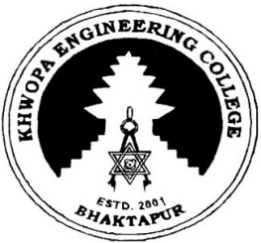 KHWOPA ENGINEERING COLLEGE
ESTD. 2001
BHAKTAPUR